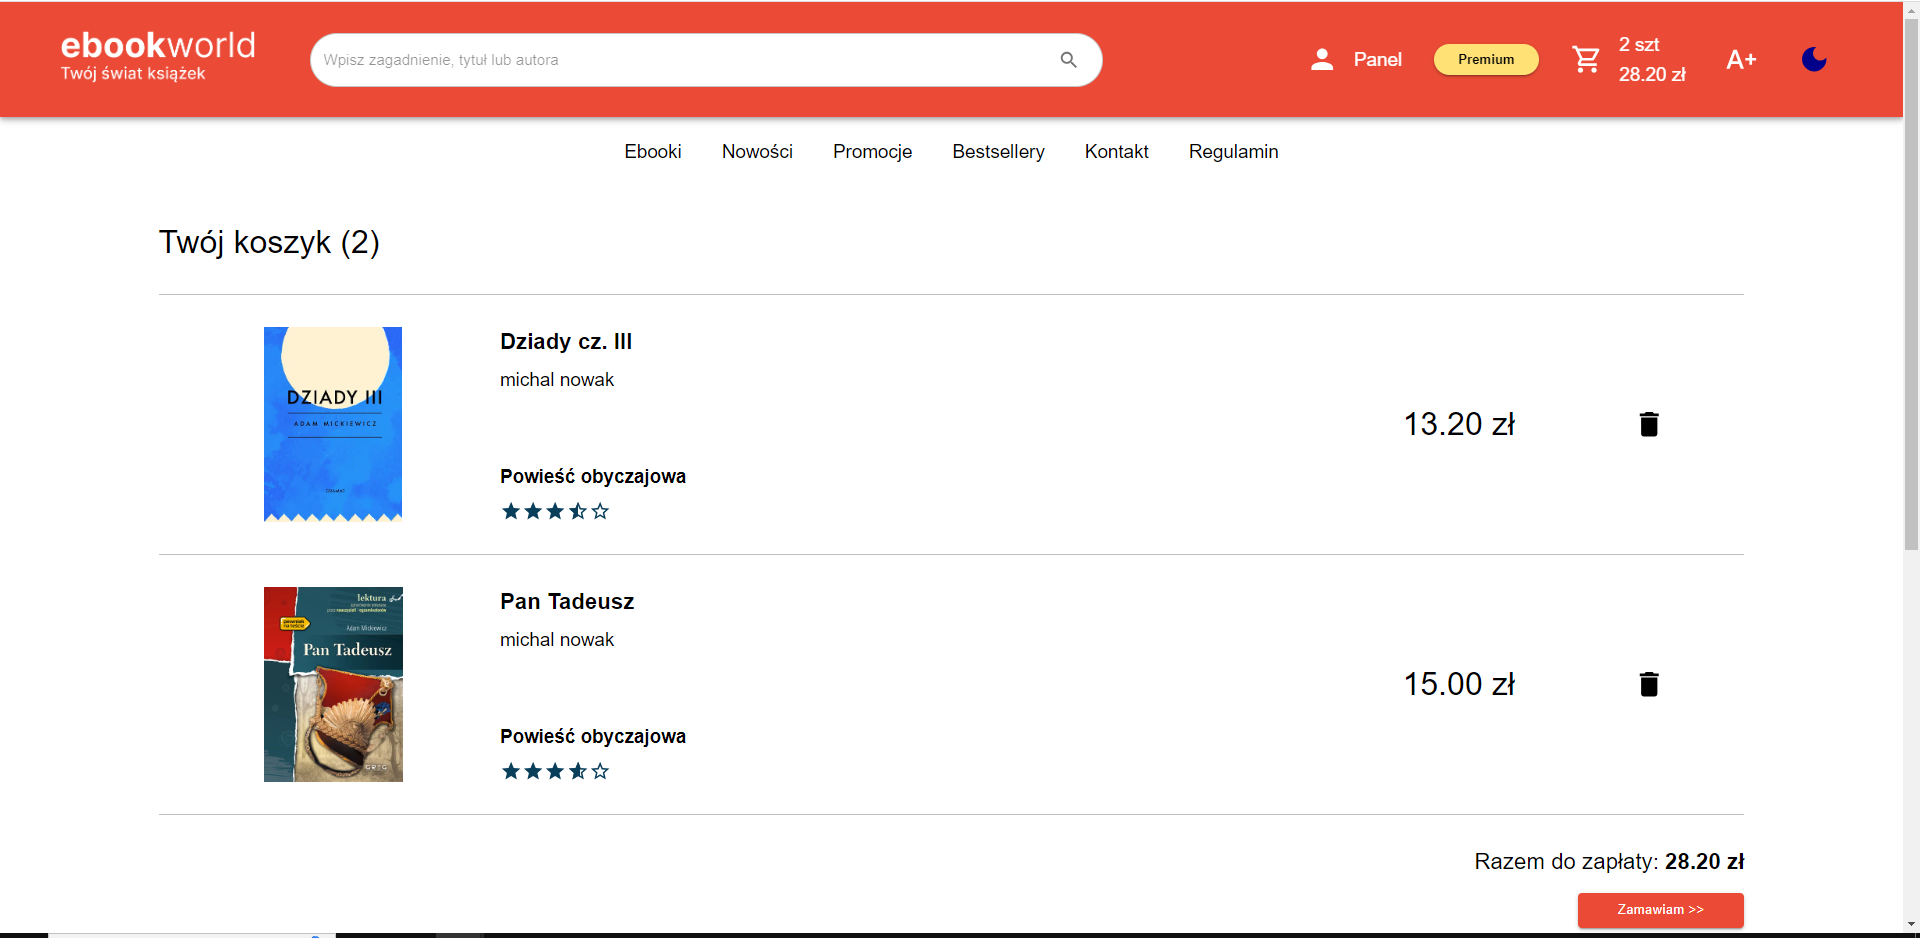 ebookworld
Twój świat książek
Wpisz zagadnienie, tytuł lub autora
Panel
Premium
2 szt
28.20 zł
A+
Ebooki
Nowości
Promocje
Bestsellery
Kontakt
Regulamin
Twój koszyk (2)
DZIADY III
ADAM MICKIEWICZ
Dziady cz. III
michal nowak
Powieść obyczajowa
13.20 zł
lektura
Adam Mickiewicz
Pan Tadeusz
GREG
Pan Tadeusz
michal nowak
Powieść obyczajowa
15.00 zł
Razem do zapłaty: 28.20 zł
Zamawiam >>